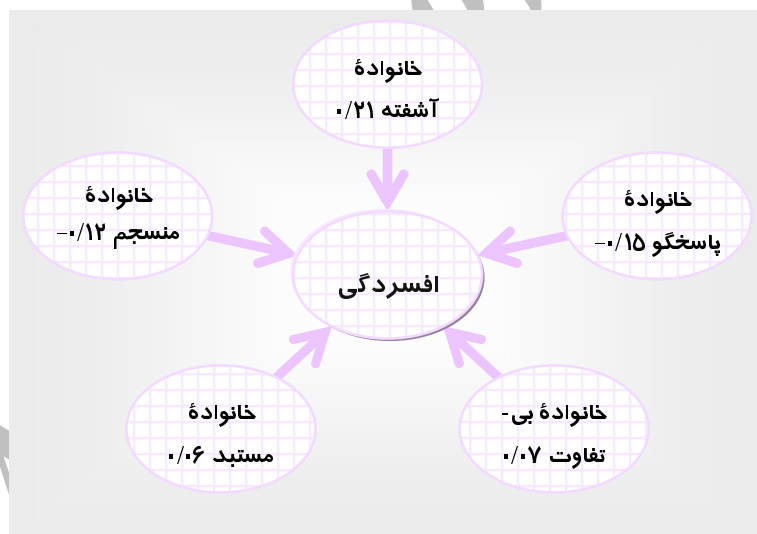 خانوادهٔ
آشفته ۰/۲۱
خانوادهٔ
پاسخگو ۰/۱۵–
خانوادهٔ
منسجم ۰/۱۲–
افسردگی
خانوادهٔ بی-
تفاوت ۰/۰۷
خانوادهٔ
مستبد ۰/۰۶